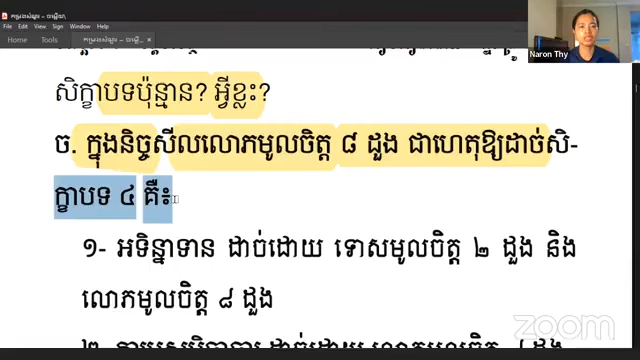 File Edit View Sign Window Help
Home Tools
Naron Thy
សិក្ខាបទប៉ុន្មាន? អ្វីខ្លះ?
ច. ក្នុងនិច្ចសីលលោភមូលចិត្ត ៨ ដួង ជាហេតុឱ្យដាច់សិ-
ក្ខាបទ ៤ គឺ៖
១- អទិន្នាទាន ដាច់ដោយ ទោសមូលចិត្ត ២ ដួង និង
លោភមូលចិត្ត ៨ ដួង
zoom